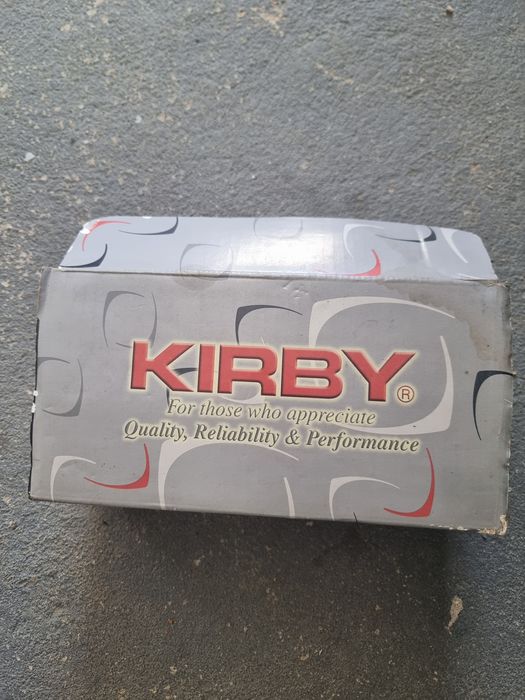 KIRBY®
For those who appreciate
Quality, Reliability & Performance